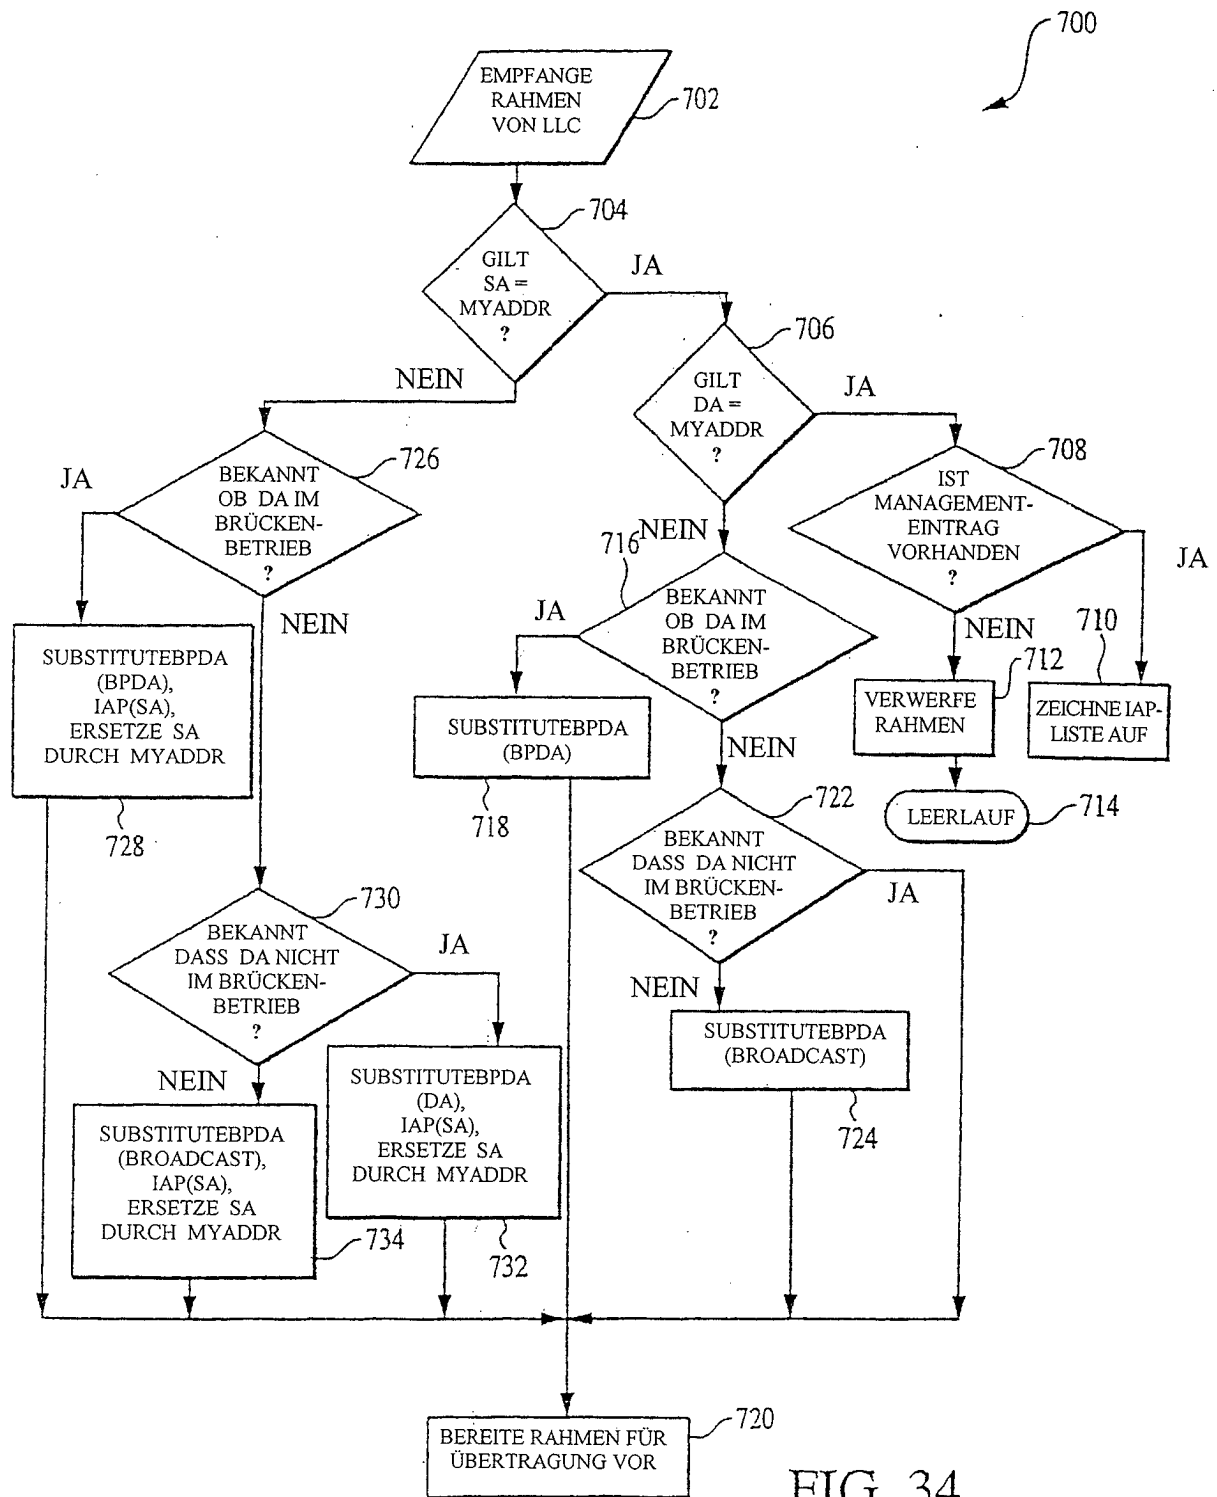 700
EMPFANGE
RAHMEN
VON LLC
702
704
GILT
SA =
MYADDR
?
JA
NEIN
706
GILT
DA =
MYADDR
?
JA
NEIN
708
IST
MANAGEMENT-
EINTRAG
VORHANDEN
?
JA
NEIN
710
ZEICHNE IAP-
LISTE AUF
712
VERWERFE
RAHMEN
LEERLAUF
714
726
BEKANNT
OB DA IM
BRÜCKEN-
BETRIEB
?
JA
NEIN
716
BEKANNT
OB DA IM
BRÜCKEN-
BETRIEB
?
JA
NEIN
SUBSTITUTEBPDA
(BPDA),
IAP(SA),
ERSETZE SA
DURCH MYADDR
728
SUBSTITUTEBPDA
(BPDA)
718
722
BEKANNT
DASS DA NICHT
IM BRÜCKEN-
BETRIEB
?
JA
NEIN
730
BEKANNT
DASS DA NICHT
IM BRÜCKEN-
BETRIEB
?
JA
NEIN
SUBSTITUTEBPDA
(BROADCAST)
724
SUBSTITUTEBPDA
(DA),
IAP(SA),
ERSETZE SA
DURCH MYADDR
732
SUBSTITUTEBPDA
(BROADCAST),
IAP(SA),
ERSETZE SA
DURCH MYADDR
734
720
BEREITE RAHMEN FÜR
ÜBERTRAGUNG VOR
FIG. 34